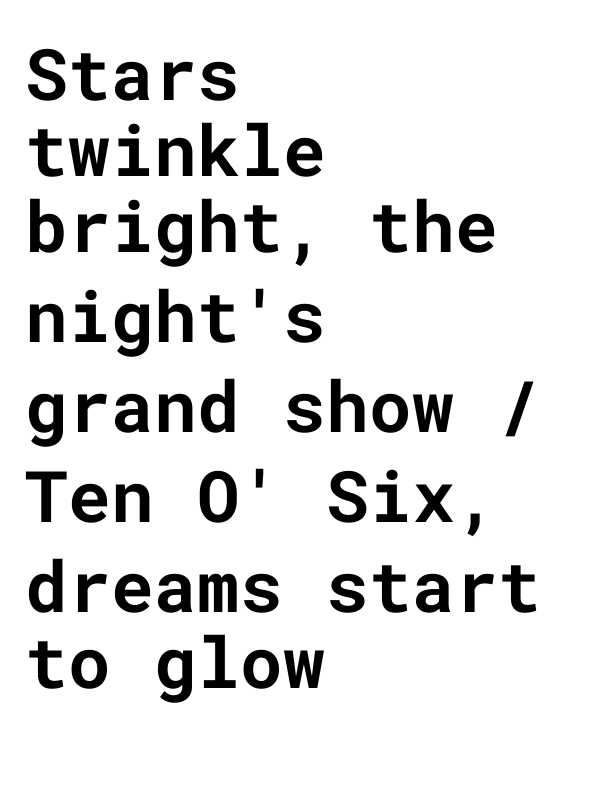 Stars
twinkle
bright, the
night's
grand show /
Ten O' Six,
dreams start
to glow